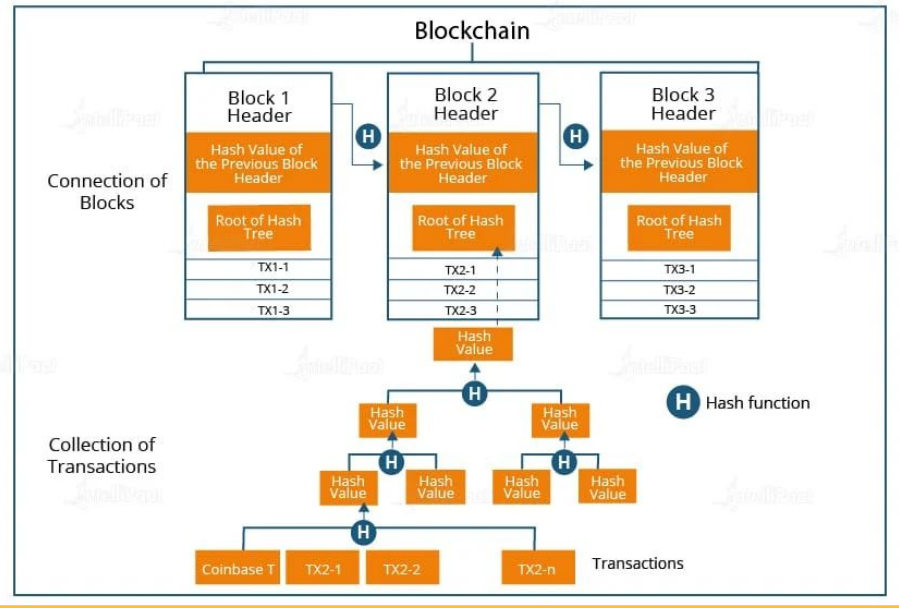 Blockchain
Block 1
Header
Block 2
Header
Block 3
Header
H
H
Hash Value of
the Previous Block
Header
Hash Value of
the Previous Block
Header
Hash Value of
the Previous Block
Header
Connection of
Blocks
Root of Hash
Tree
Root of Hash
Tree
Root of Hash
Tree
TX1-1
TX2-1
TX3-1
TX1-2
TX2-2
TX3-2
TX1-3
TX2-3
TX3-3
Hash
Value
H
H Hash function
Hash
Value
Hash
Value
Collection of
Transactions
H
H
Hash
Value
Hash
Value
Hash
Value
Hash
Value
H
Coinbase T
TX2-1
TX2-2
TX2-n
Transactions